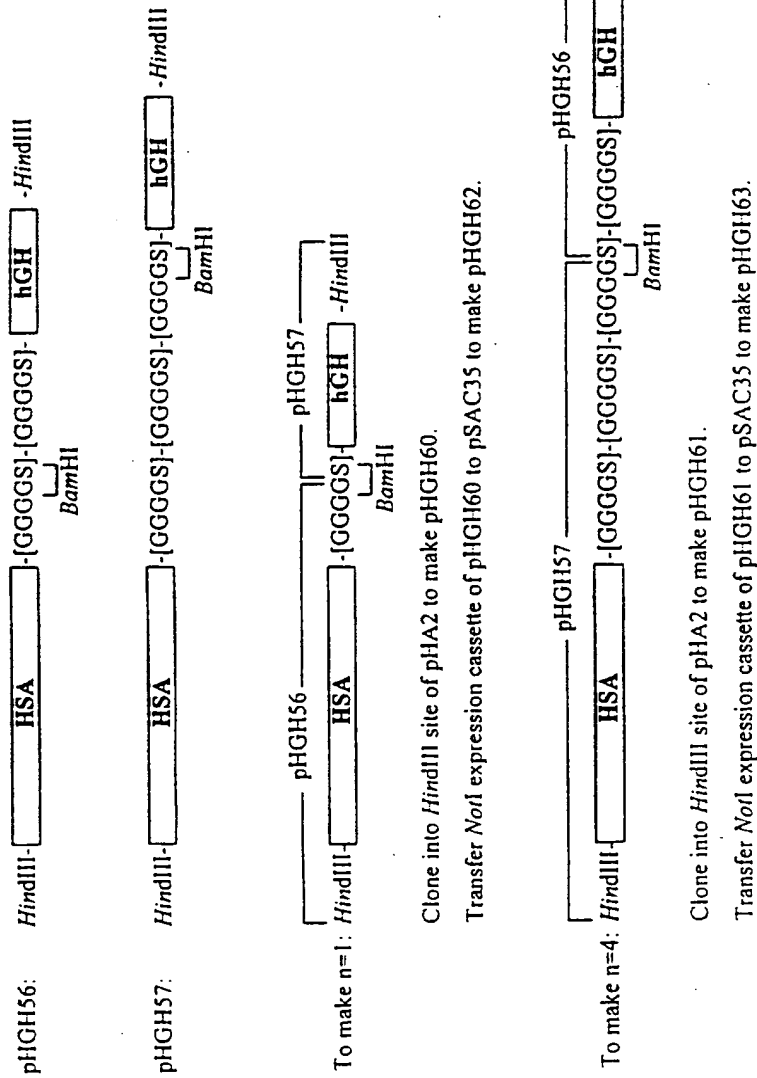 pHGH56: HindIII- HSA -[GGGGS]-[GGGGS]- hGH -HindIII
BamHI
pHGH57: HindIII- HSA -[GGGGS]-[GGGGS]-[GGGGS]- hGH -HindIII
BamHI
pHGH56 pHGH57
To make n=1: HindIII- HSA -[GGGGS]- hGH -HindIII
BamHI
Clone into HindIII site of pHA2 to make pHGH60.
Transfer NotI expression cassette of pHGH60 to pSAC35 to make pHGH62.
pHGH57 pHGH56
To make n=4: HindIII- HSA -[GGGGS]-[GGGGS]-[GGGGS]-[GGGGS]- hGH
BamHI
Clone into HindIII site of pHA2 to make pHGH61.
Transfer NotI expression cassette of pHGH61 to pSAC35 to make pHGH63.